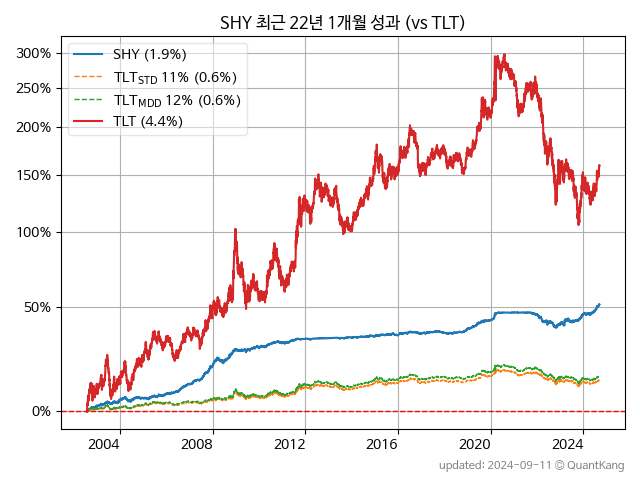 SHY 최근 22년 1개월 성과 (vs TLT)
SHY (1.9%)
TLT_STD 11% (0.6%)
TLT_MDD 12% (0.6%)
TLT (4.4%)
300%
250%
200%
150%
100%
50%
0%
2004 2008 2012 2016 2020 2024
updated: 2024-09-11 © QuantKang